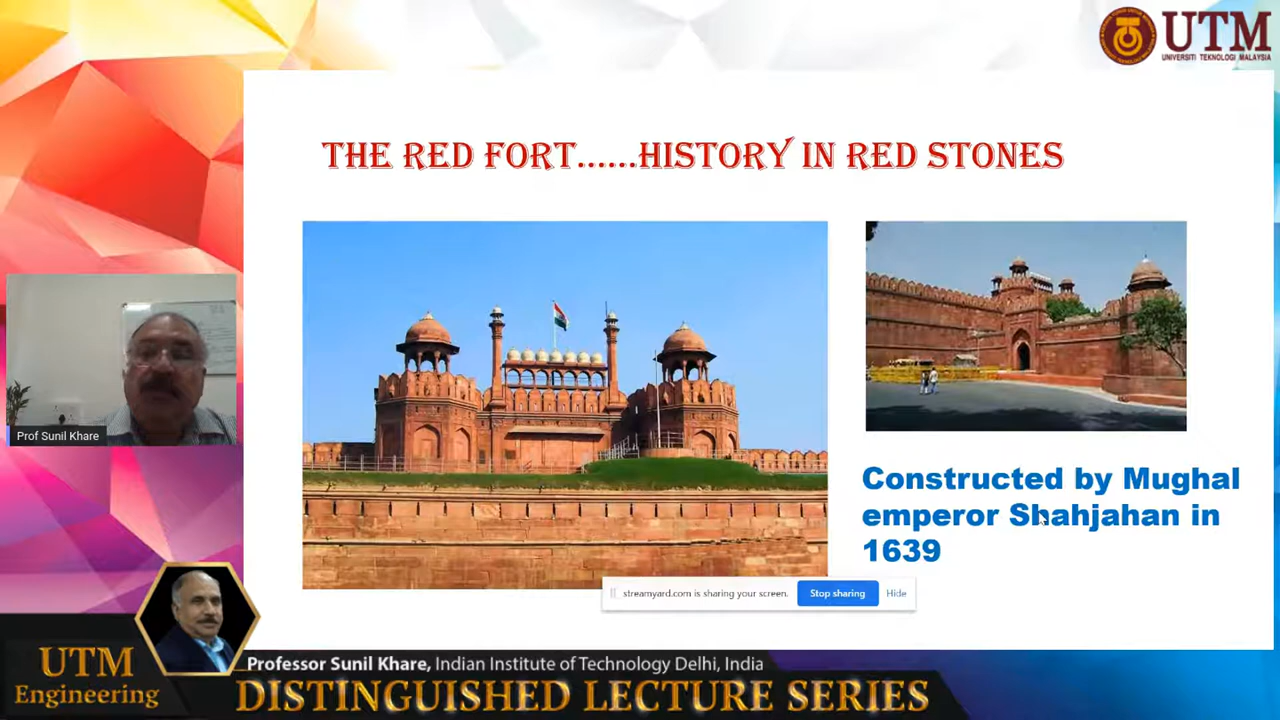 UTM
UNIVERSITI TEKNOLOGI MALAYSIA
THE RED FORT......HISTORY IN RED STONES
Constructed by Mughal
emperor Shahjahan in
1639
Prof Sunil Khare
streamyard.com is sharing your screen.
Stop sharing
Hide
UTM
Engineering
Professor Sunil Khare, Indian Institute of Technology Delhi, India
DISTINGUISHED LECTURE SERIES